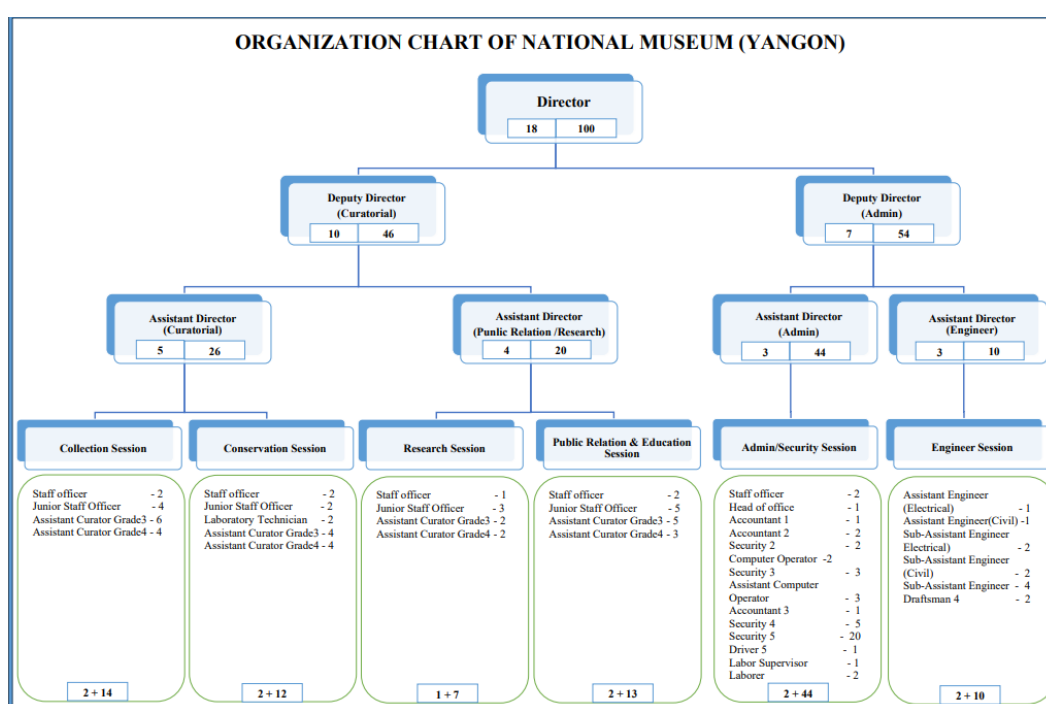 ORGANIZATION CHART OF NATIONAL MUSEUM (YANGON)
Director
18 100
Deputy Director
(Curatorial)
10 46
Deputy Director
(Admin)
7 54
Assistant Director
(Curatorial)
5 26
Assistant Director
(Punlic Relation /Research)
4 20
Assistant Director
(Admin)
3 44
Assistant Director
(Engineer)
3 10
Collection Session
Staff officer - 2
Junior Staff Officer - 4
Assistant Curator Grade3 - 6
Assistant Curator Grade4 - 4
2 + 14
Conservation Session
Staff officer - 2
Junior Staff Officer - 2
Laboratory Technician - 2
Assistant Curator Grade3 - 4
Assistant Curator Grade4 - 4
2 + 12
Research Session
Staff officer - 1
Junior Staff Officer - 3
Assistant Curator Grade3 - 2
Assistant Curator Grade4 - 2
1 + 7
Public Relation & Education
Session
Staff officer - 2
Junior Staff Officer - 5
Assistant Curator Grade3 - 5
Assistant Curator Grade4 - 3
2 + 13
Admin/Security Session
Staff officer - 2
Head of office - 1
Accountant 1 - 1
Accountant 2 - 2
Security 2 - 2
Computer Operator -2
Security 3 - 3
Assistant Computer
Operator - 3
Accountant 3 - 1
Security 4 - 5
Security 5 - 20
Driver 5 - 1
Labor Supervisor - 1
Laborer - 2
2 + 44
Engineer Session
Assistant Engineer
(Electrical) - 1
Assistant Engineer(Civil) -1
Sub-Assistant Engineer
Electrical) - 2
Sub-Assistant Engineer
(Civil) - 2
Sub-Assistant Engineer - 4
Draftsman 4 - 2
2 + 10